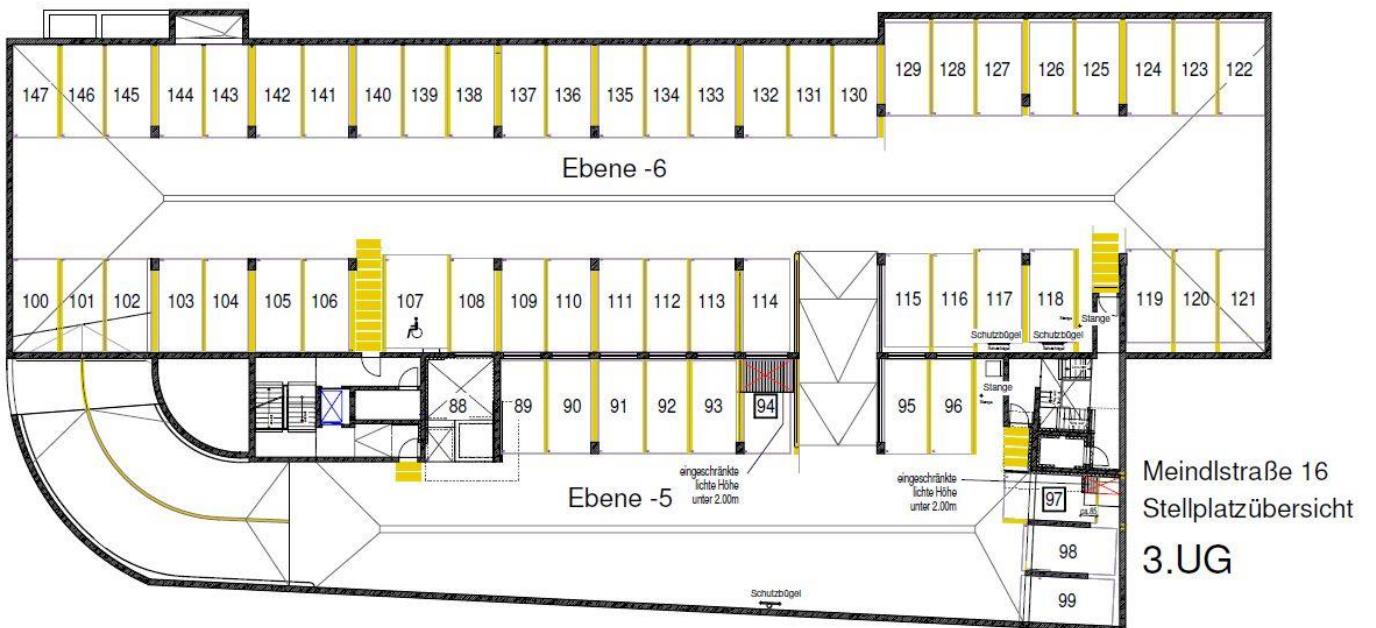 147 146 145 144 143 142 141 140 139 138 137 136 135 134 133 132 131 130 129 128 127 126 125 124 123 122
Ebene -6
100 101 102 103 104 105 106 107 108 109 110 111 112 113 114 115 116 117 118 119 120 121
Stange
Schutzbügel Schutzbügel
88 89 90 91 92 93 94 95 96
Stange
eingeschränkte
lichte Höhe
unter 2.00m
eingeschränkte
lichte Höhe
unter 2.00m
Ebene -5
97
ca. 85
98
99
Schutzbügel
Meindlstraße 16
Stellplatzübersicht
3.UG